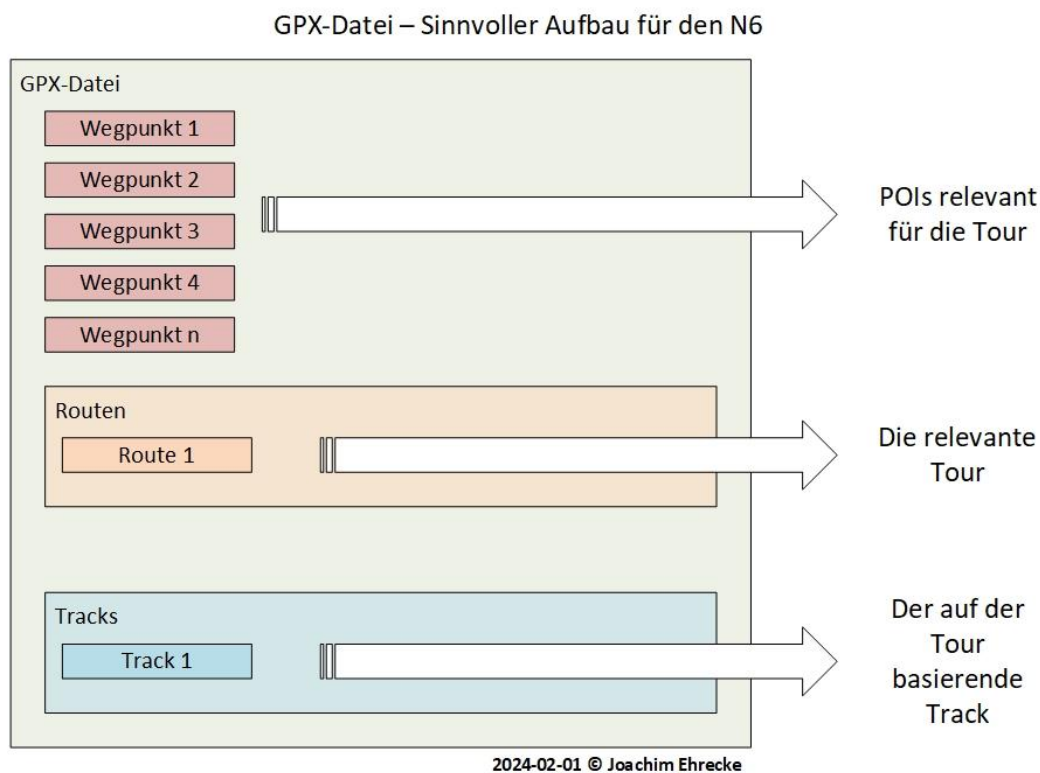 GPX-Datei – Sinnvoller Aufbau für den N6
GPX-Datei
Wegpunkt 1
Wegpunkt 2
Wegpunkt 3
Wegpunkt 4
Wegpunkt n
POIs relevant
für die Tour
Routen
Route 1
Die relevante
Tour
Tracks
Track 1
Der auf der
Tour
basierende
Track
2024-02-01 © Joachim Ehrecke